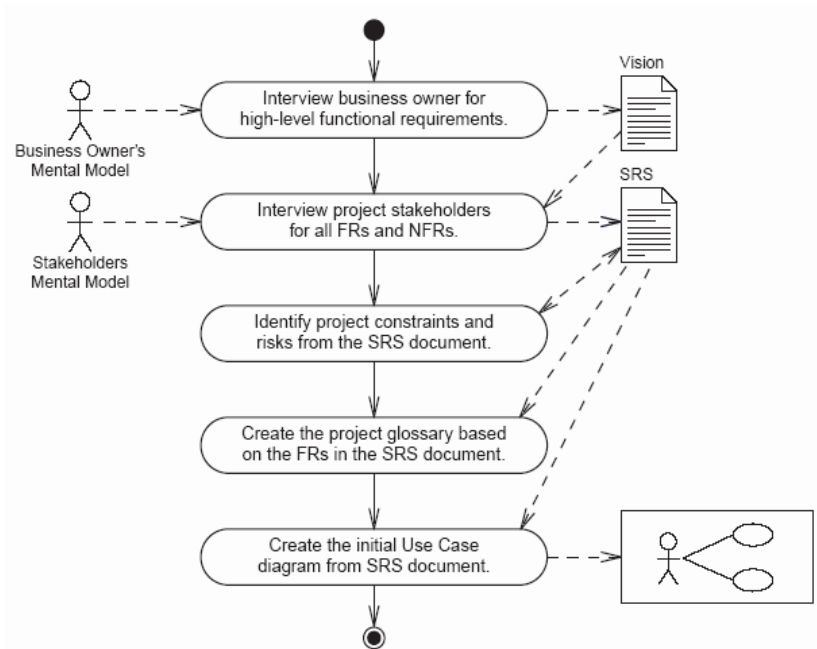 Vision
Interview business owner for
high-level functional requirements.
Business Owner's
Mental Model
SRS
Interview project stakeholders
for all FRs and NFRs.
Stakeholders
Mental Model
Identify project constraints and
risks from the SRS document.
Create the project glossary based
on the FRs in the SRS document.
Create the initial Use Case
diagram from SRS document.